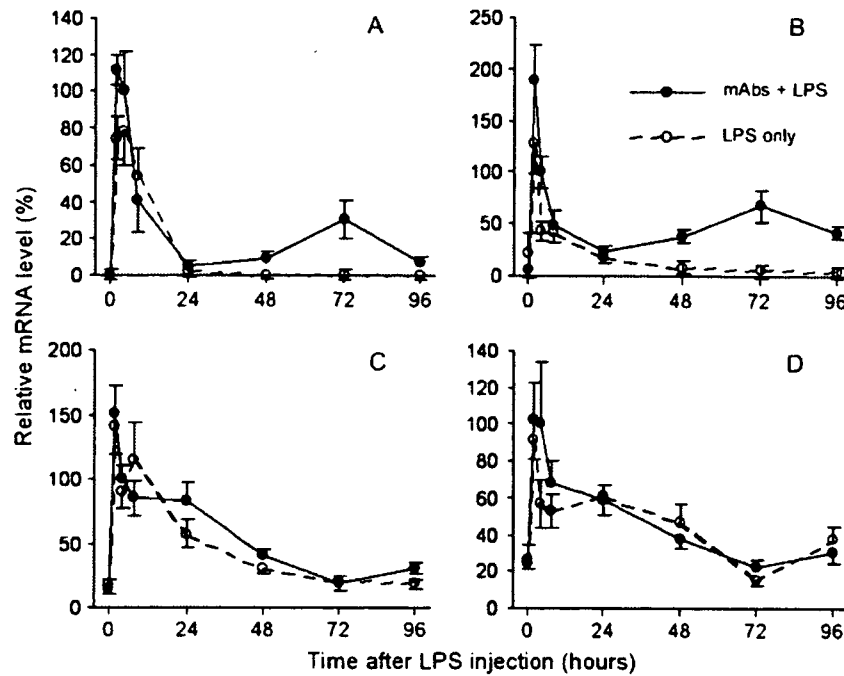 A
140
120
100
80
60
40
20
0
0 24 48 72 96
B
250
200
150
100
50
0
0 24 48 72 96
mAbs + LPS
LPS only
C
200
150
100
50
0
0 24 48 72 96
D
140
120
100
80
60
40
20
0
0 24 48 72 96
Relative mRNA level (%)
Time after LPS injection (hours)